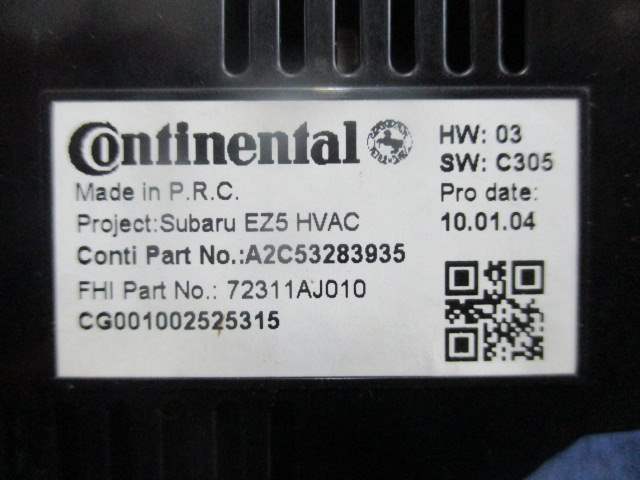 Continental
HW: 03
SW: C305
Made in P.R.C.
Pro date:
Project:Subaru EZ5 HVAC
10.01.04
Conti Part No.:A2C53283935
FHI Part No.: 72311AJ010
CG001002525315